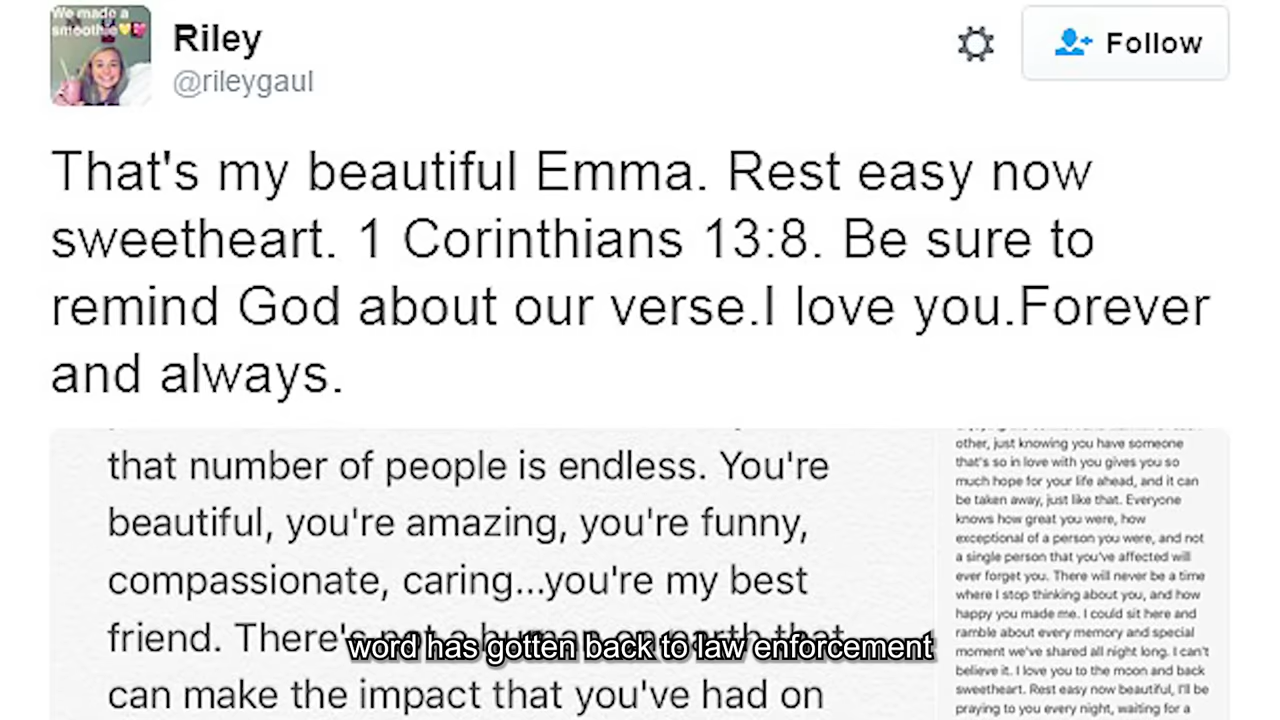 We made a
smoothie💛💖
Riley
@rileygaul
Follow
That's my beautiful Emma. Rest easy now
sweetheart. 1 Corinthians 13:8. Be sure to
remind God about our verse.I love you.Forever
and always.
that number of people is endless. You're
beautiful, you're amazing, you're funny,
compassionate, caring...you're my best
friend. There's not a human on earth that
can make the impact that you've had on
other, just knowing you have someone
that's so in love with you gives you so
much hope for your life ahead, and it can
be taken away, just like that. Everyone
knows how great you were, how
exceptional of a person you were, and not
a single person that you've affected will
ever forget you. There will never be a time
where I stop thinking about you, and how
happy you made me. I could sit here and
ramble about every memory and special
moment we've shared all night long. I can't
believe it. I love you to the moon and back
sweetheart. Rest easy now beautiful, I'll be
praying to you every night, waiting for a
word has gotten back to law enforcement